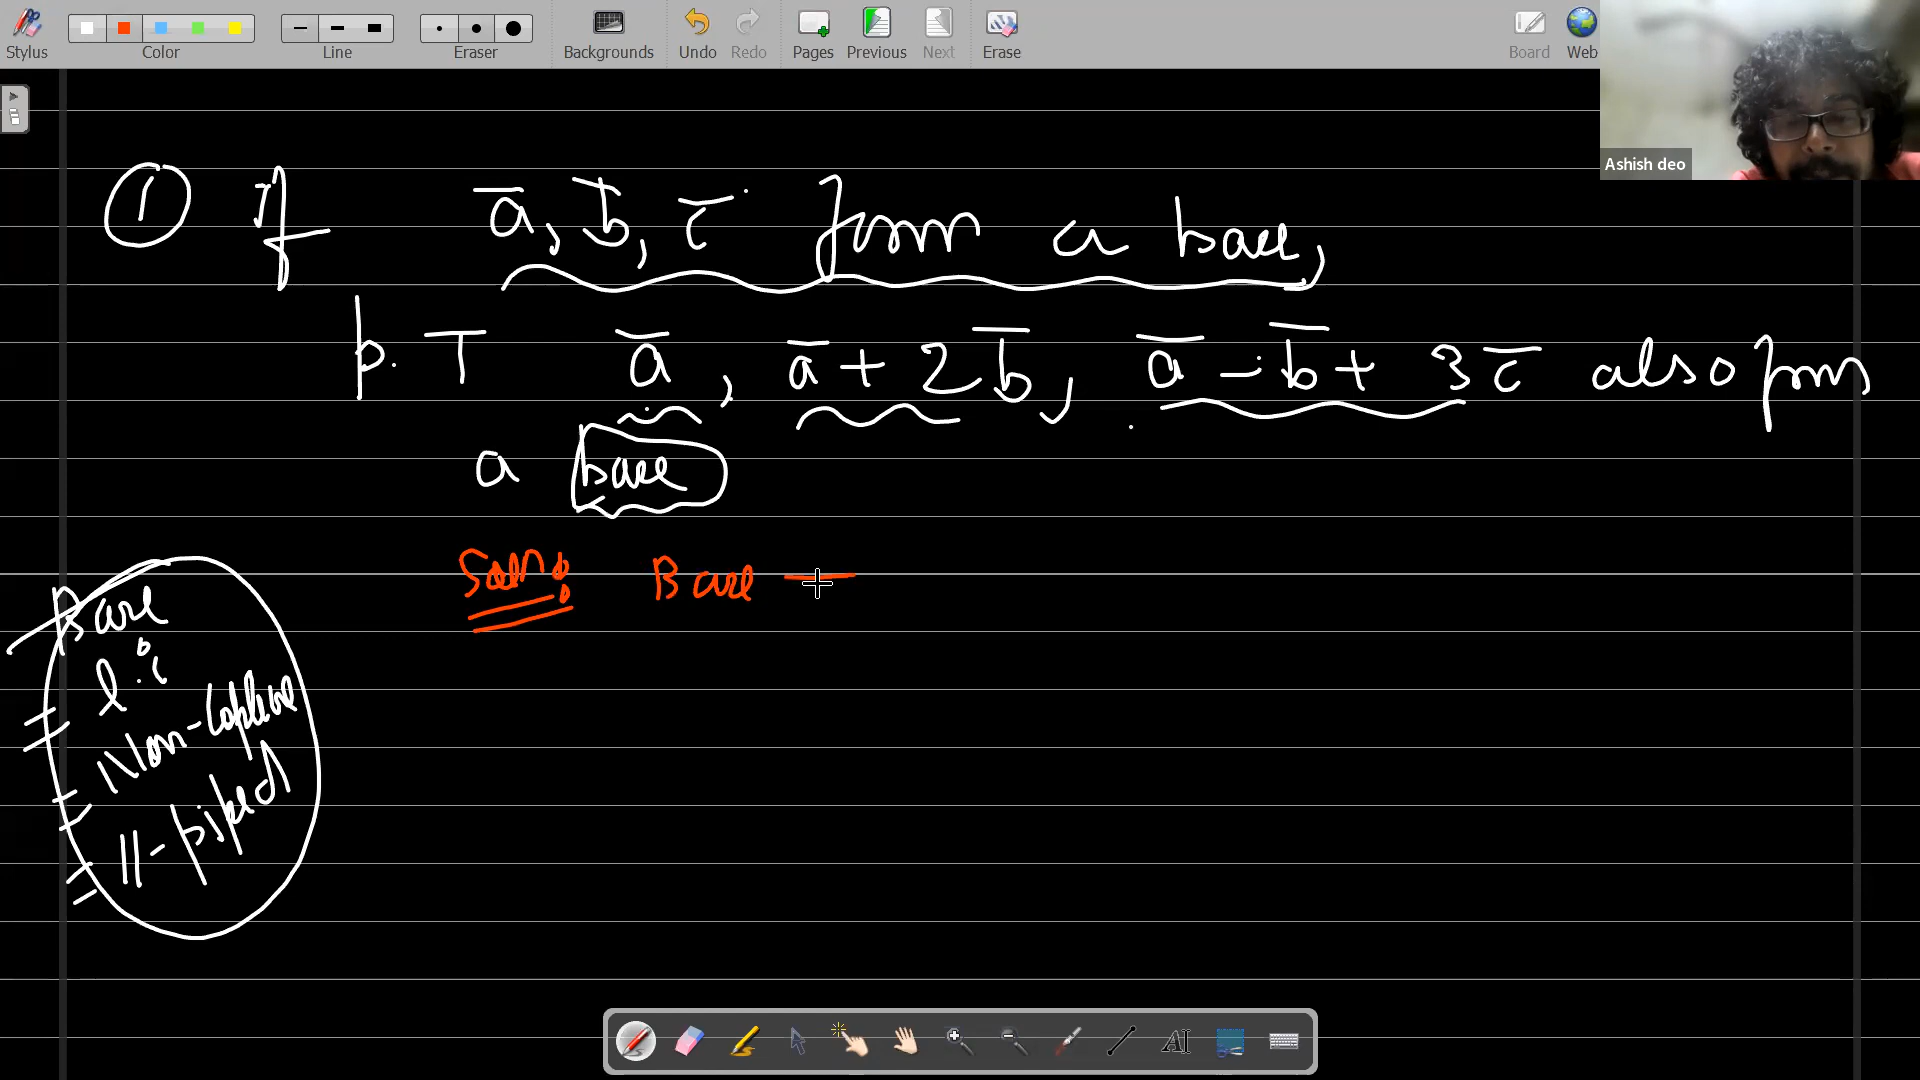 Stylus Color Line Eraser Backgrounds Undo Redo Pages Previous Next Erase Board Web
Ashish deo
① If a̅, b̅, c̅ form a base,
p.T a̅, a̅ + 2b̅, a̅ - b̅ + 3c̅ also form
a base
Soln: Base
Base
l.i
Non-Coplanar
11-piped